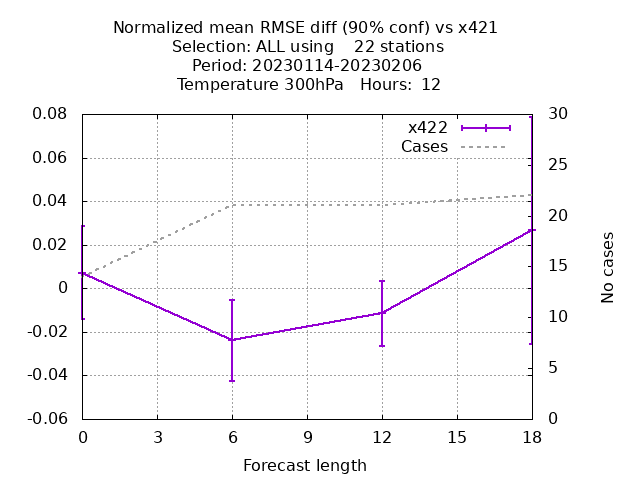 Normalized mean RMSE diff (90% conf) vs x421
Selection: ALL using    22 stations
Period: 20230114-20230206
Temperature 300hPa   Hours:  12
0.08
0.06
0.04
0.02
0
-0.02
-0.04
-0.06
x422
Cases
30
25
20
15
10
5
0
No cases
0 3 6 9 12 15 18
Forecast length